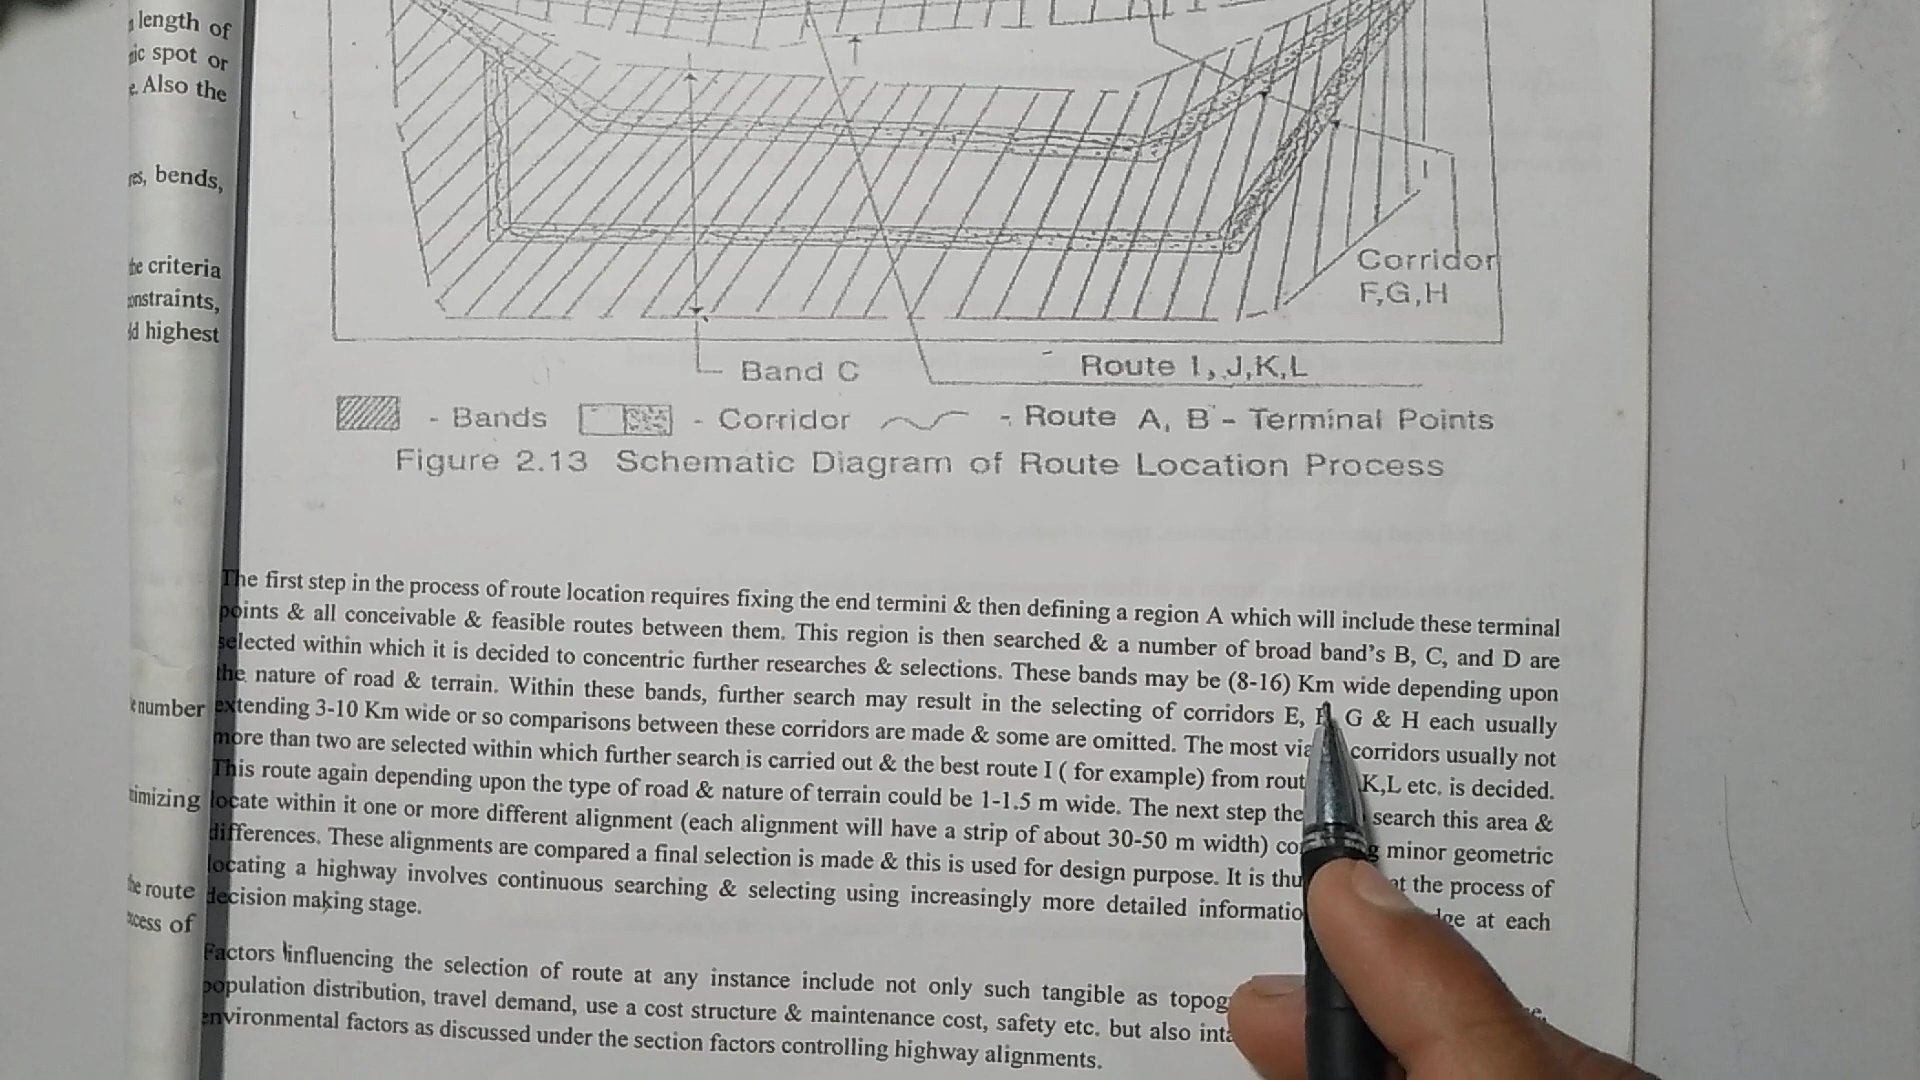 length of
spot or
Also the
bends,
criteria
highest
number
route
of
Corridor
F,G,H
Band C
Route I, J,K,L
- Bands - Corridor - Route A, B - Terminal Points
Figure 2.13 Schematic Diagram of Route Location Process
The first step in the process of route location requires fixing the end termini & then defining a region A which will include these terminal
points & all conceivable & feasible routes between them. This region is then searched & a number of broad band's B, C, and D are
selected within which it is decided to concentric further researches & selections. These bands may be (8-16) Km wide depending upon
the nature of road & terrain. Within these bands, further search may result in the selecting of corridors E, G & H each usually
extending 3-10 Km wide or so comparisons between these corridors are made & some are omitted. The most corridors usually not
more than two are selected within which further search is carried out & the best route I ( for example) from K,L etc. is decided.
This route again depending upon the type of road & nature of terrain could be 1-1.5 m wide. The next step search this area &
locate within it one or more different alignment (each alignment will have a strip of about 30-50 m width) minor geometric
differences. These alignments are compared a final selection is made & this is used for design purpose. It is the process of
locating a highway involves continuous searching & selecting using increasingly more detailed at each
decision making stage.
Factors influencing the selection of route at any instance include not only such tangible as
population distribution, travel demand, use a cost structure & maintenance cost, safety etc. but also
environmental factors as discussed under the section factors controlling highway alignments.